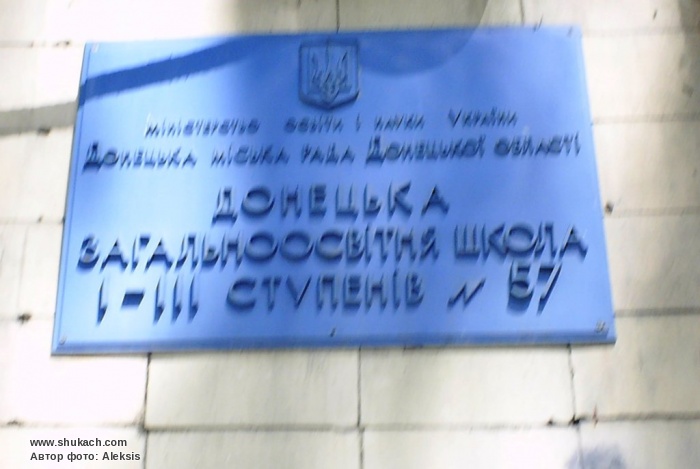 Міністерство освіти і науки України
Донецька міська рада Донецької області
ДОНЕЦЬКА
ЗАГАЛЬНООСВІТНЯ ШКОЛА
І-ІІІ СТУПЕНІВ № 57
www.shukach.com
Автор фото: Aleksis